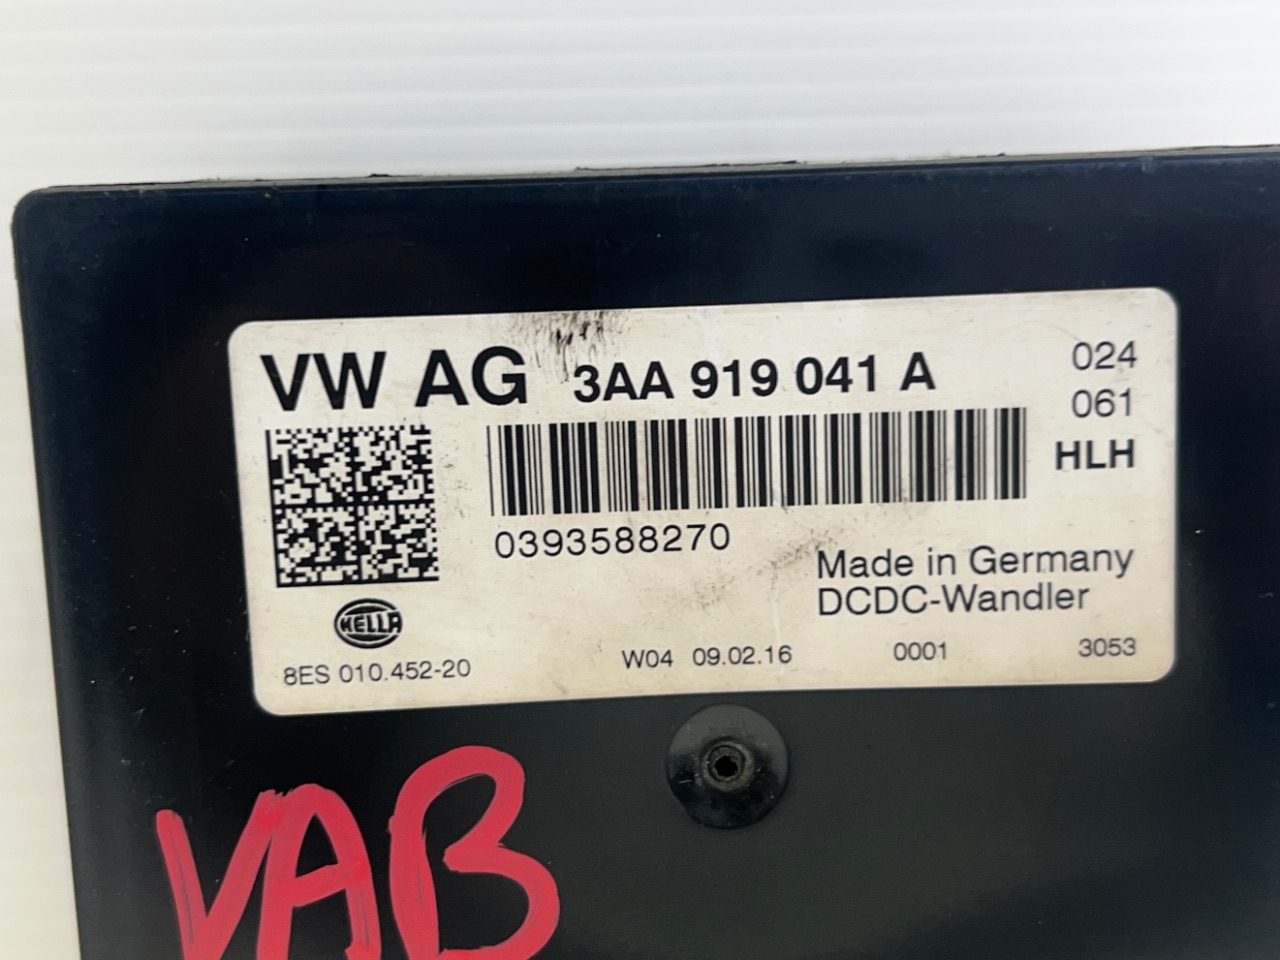 VW AG 3AA 919 041 A
024
061
HLH
0393588270
Made in Germany
DCDC-Wandler
HELLA
8ES 010.452-20
W04 09.02.16 0001 3053
VAB